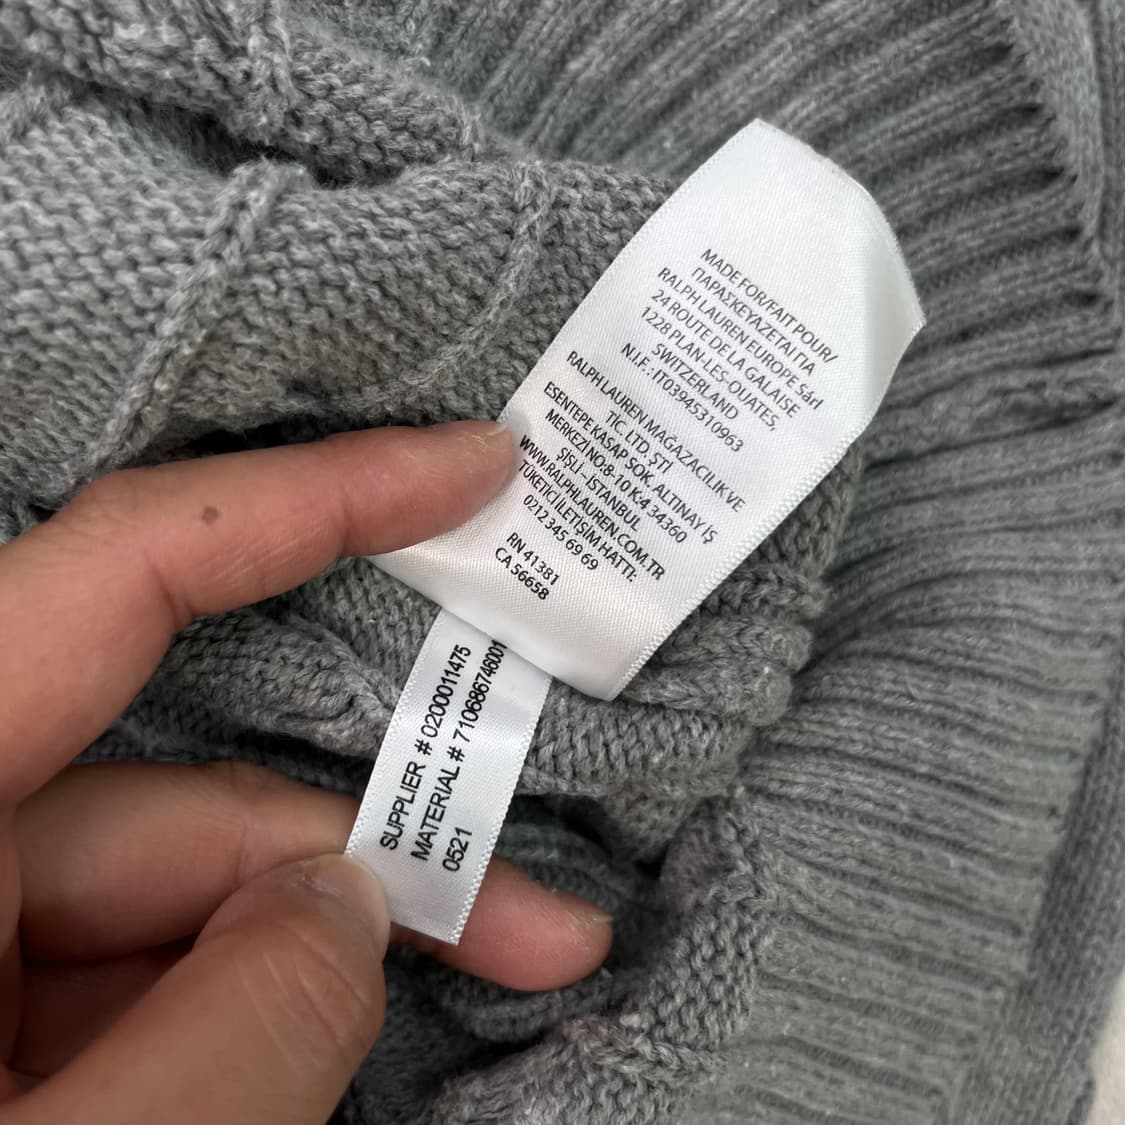 MADE FOR/FAIT POUR/
ΠΑΡΑΣΚΕΥΑΖΕΤΑΙ ΓΙΑ
RALPH LAUREN EUROPE Sàrl
24 ROUTE DE LA GALAISE
1228 PLAN-LES-OUATES,
SWITZERLAND
N.I.F.: IT03945310963
RALPH LAUREN MAĞAZACILIK VE
TİC. LTD. ŞTİ
ESENTEPE KASAP SOK. ALTINAY İŞ
MERKEZİ NO:8-10 K:4 34360
ŞİŞLİ - İSTANBUL
WWW.RALPHLAUREN.COM.TR
TÜKETİCİ İLETİŞİM HATTI:
0212 345 69 69
RN 41381
CA 56658
SUPPLIER # 0200011475
MATERIAL # 710686746001
0521